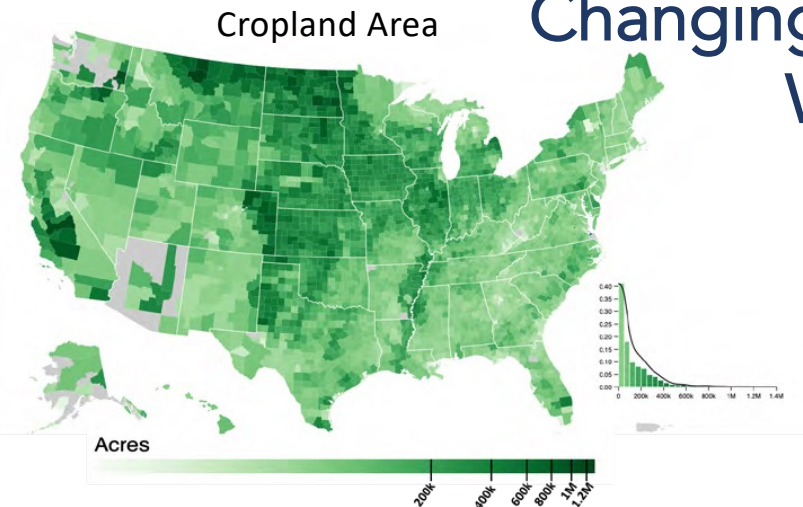 Cropland Area
Changing
W
0.40
0.35
0.30
0.25
0.20
0.15
0.10
0.05
0.00
0 200k 400k 600k 800k 1M 1.2M 1.4M
Acres
200k 400k 600k 800k 1M 1.2M